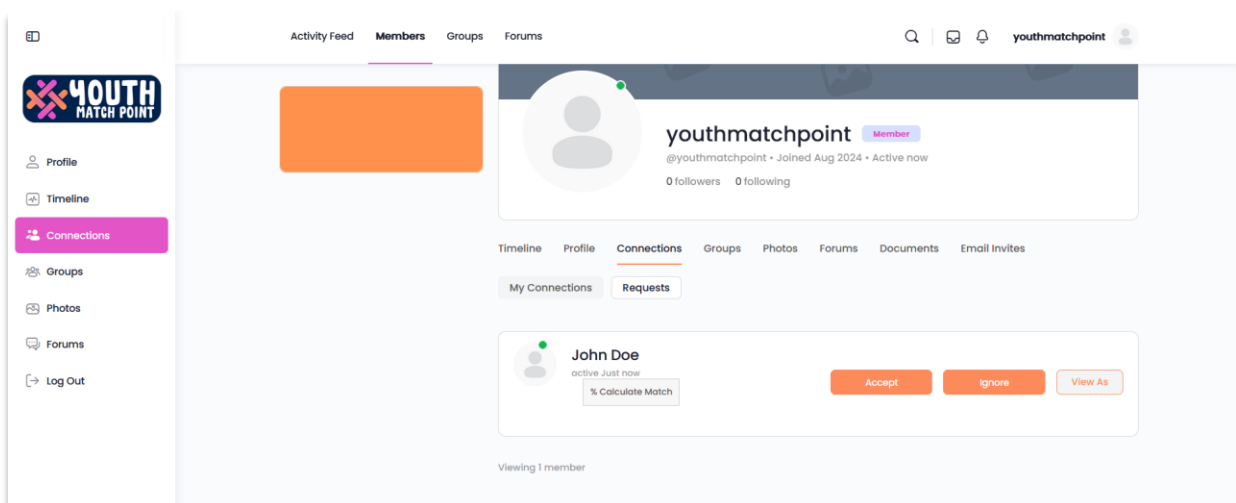 Activity Feed Members Groups Forums youthmatchpoint
YOUTH
MATCH POINT
Profile
Timeline
Connections
Groups
Photos
Forums
Log Out
youthmatchpoint Member
@youthmatchpoint • Joined Aug 2024 • Active now
0 followers 0 following
Timeline Profile Connections Groups Photos Forums Documents Email Invites
My Connections Requests
John Doe
active Just now
% Calculate Match
Accept Ignore View As
Viewing 1 member